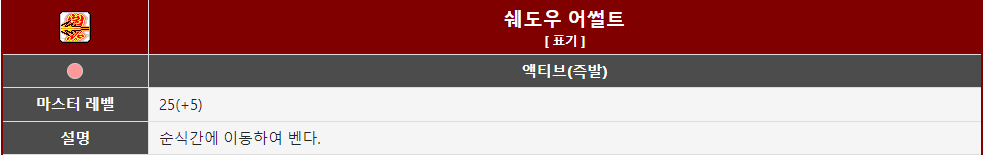 쉐도우 어썰트
[ 표기 ]
액티브(즉발)
마스터 레벨
25(+5)
설명
순식간에 이동하여 벤다.